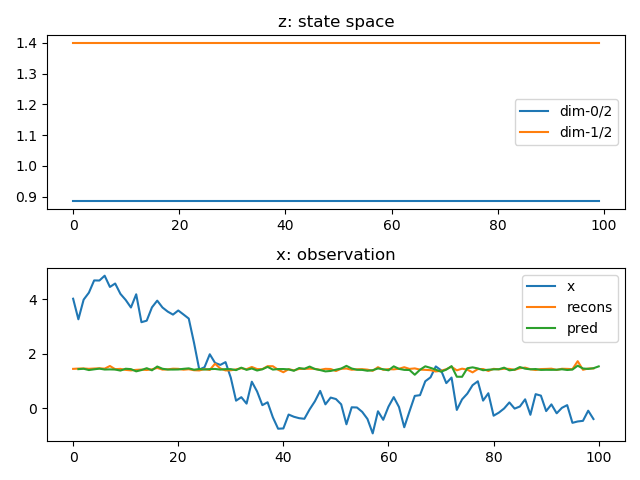 z: state space
1.4
1.3
1.2
1.1
1.0
0.9
dim-0/2
dim-1/2
0 20 40 60 80 100
x: observation
4
2
0
x
recons
pred
0 20 40 60 80 100